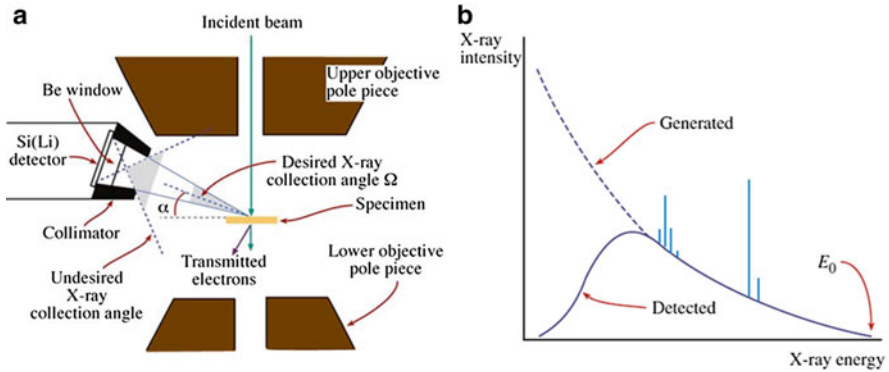 a
Incident beam
Upper objective
pole piece
Be window
Si(Li)
detector
Desired X-ray
collection angle Ω
α
Specimen
Collimator
Transmitted
electrons
Lower objective
pole piece
Undesired
X-ray
collection angle
b
X-ray
intensity
Generated
E0
Detected
X-ray energy